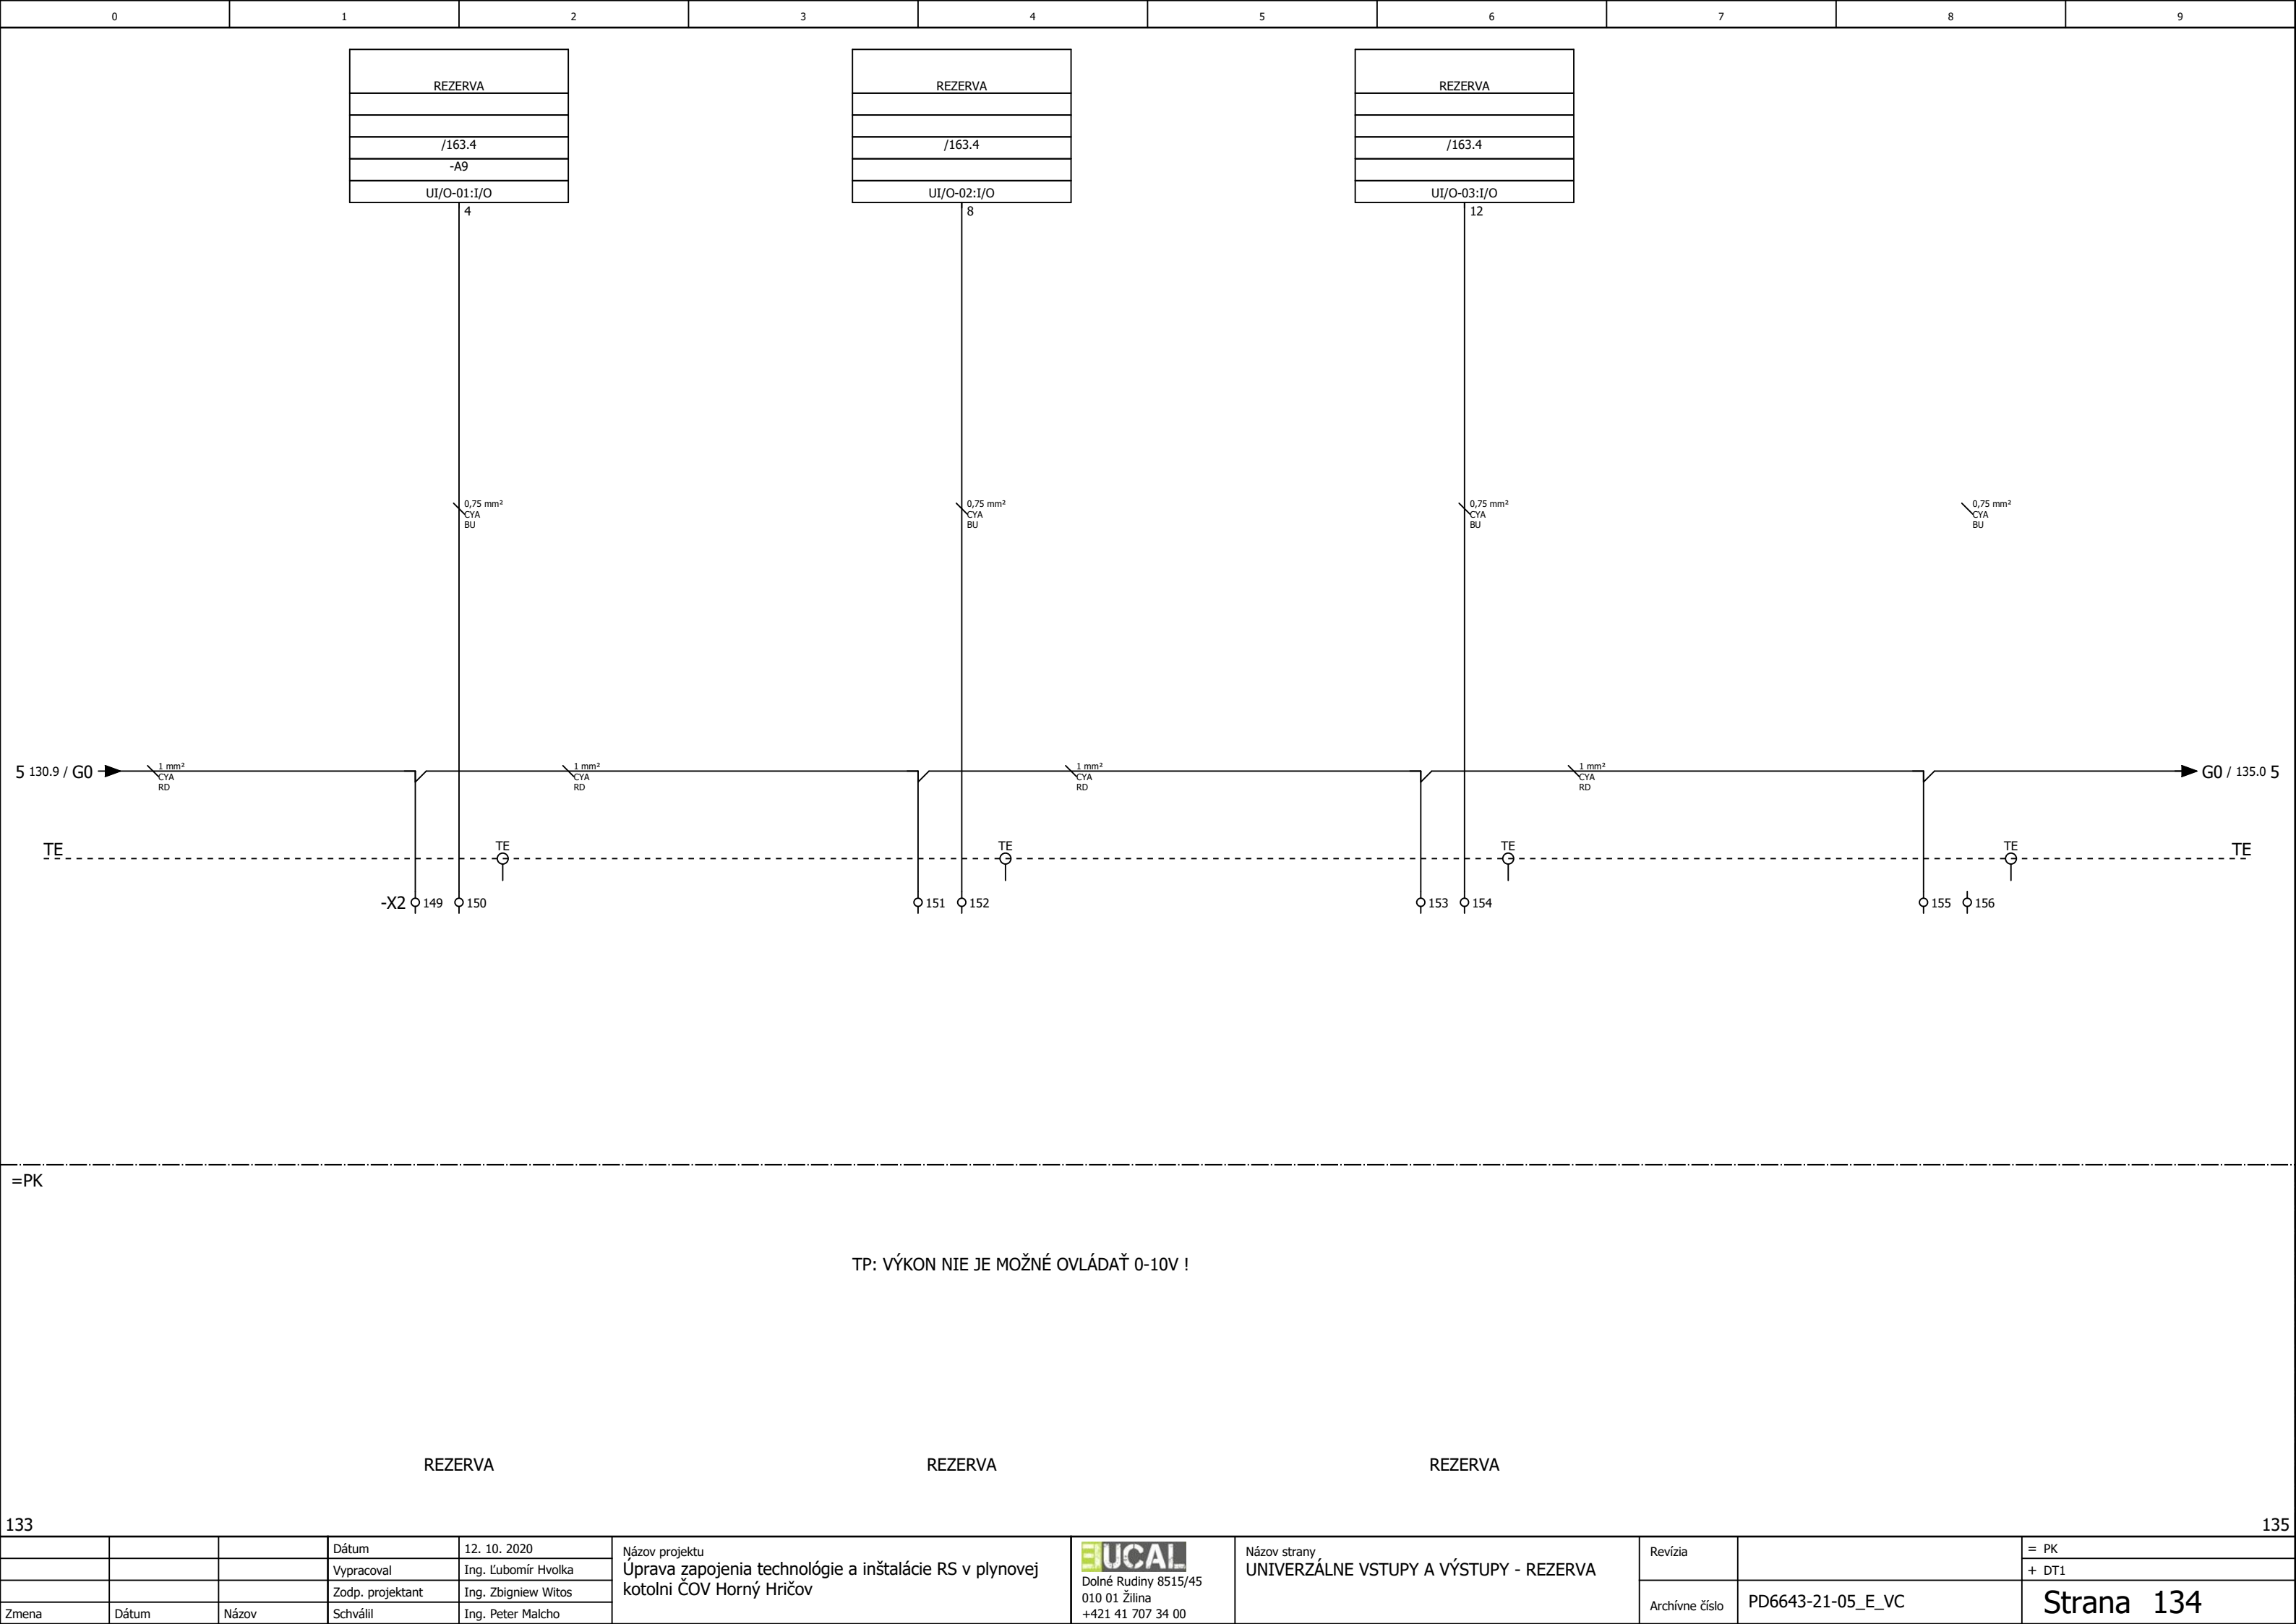 0 1 2 3 4 5 6 7 8 9
REZERVA REZERVA REZERVA
/163.4 /163.4 /163.4
-A9
UI/O-01:I/O UI/O-02:I/O UI/O-03:I/O
4 8 12
0,75 mm² 0,75 mm² 0,75 mm² 0,75 mm²
CYA CYA CYA CYA
BU BU BU BU
5 130.9 / G0 1 mm² 1 mm² 1 mm² 1 mm² G0 / 135.0 5
CYA CYA CYA CYA
RD RD RD RD
TE TE TE TE TE TE
-X2 149 150 151 152 153 154 155 156
=PK
TP: VÝKON NIE JE MOŽNÉ OVLÁDAŤ 0-10V !
REZERVA REZERVA REZERVA
133 135
Dátum 12. 10. 2020
Vypracoval Ing. Ľubomír Hvolka
Zodp. projektant Ing. Zbigniew Witos
Zmena Dátum Názov Schválil Ing. Peter Malcho
Názov projektu
Úprava zapojenia technológie a inštalácie RS v plynovej
kotolni ČOV Horný Hričov
EUCAL
Dolné Rudiny 8515/45
010 01 Žilina
+421 41 707 34 00
Názov strany
UNIVERZÁLNE VSTUPY A VÝSTUPY - REZERVA
Revízia
Archívne číslo PD6643-21-05_E_VC
= PK
+ DT1
Strana 134